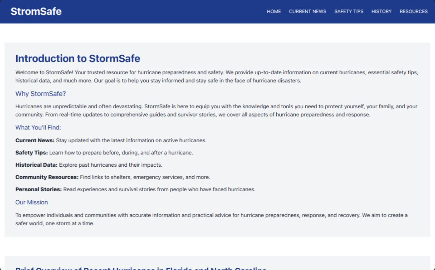 StromSafe
HOME CURRENT NEWS SAFETY TIPS HISTORY RESOURCES
Introduction to StormSafe
Welcome to StormSafe! Your trusted resource for hurricane preparedness and safety. We provide up-to-date information on current hurricanes, essential safety tips,
historical data, and much more. Our goal is to help you stay informed and stay safe in the face of hurricane disasters.
Why StormSafe?
Hurricanes are unpredictable and often devastating. StormSafe is here to equip you with the knowledge and tools you need to protect yourself, your family, and your
community. From real-time updates to comprehensive guides and survivor stories, we cover all aspects of hurricane preparedness and response.
What You'll Find:
Current News: Stay updated with the latest information on active hurricanes.
Safety Tips: Learn how to prepare before, during, and after a hurricane.
Historical Data: Explore past hurricanes and their impacts.
Community Resources: Find links to shelters, emergency services, and more.
Personal Stories: Read experiences and survival stories from people who have faced hurricanes.
Our Mission
To empower individuals and communities with accurate information and practical advice for hurricane preparedness, response, and recovery. We aim to create a
safer world, one storm at a time.
Brief Overview of Recent Hurricanes in Florida and North Carolina